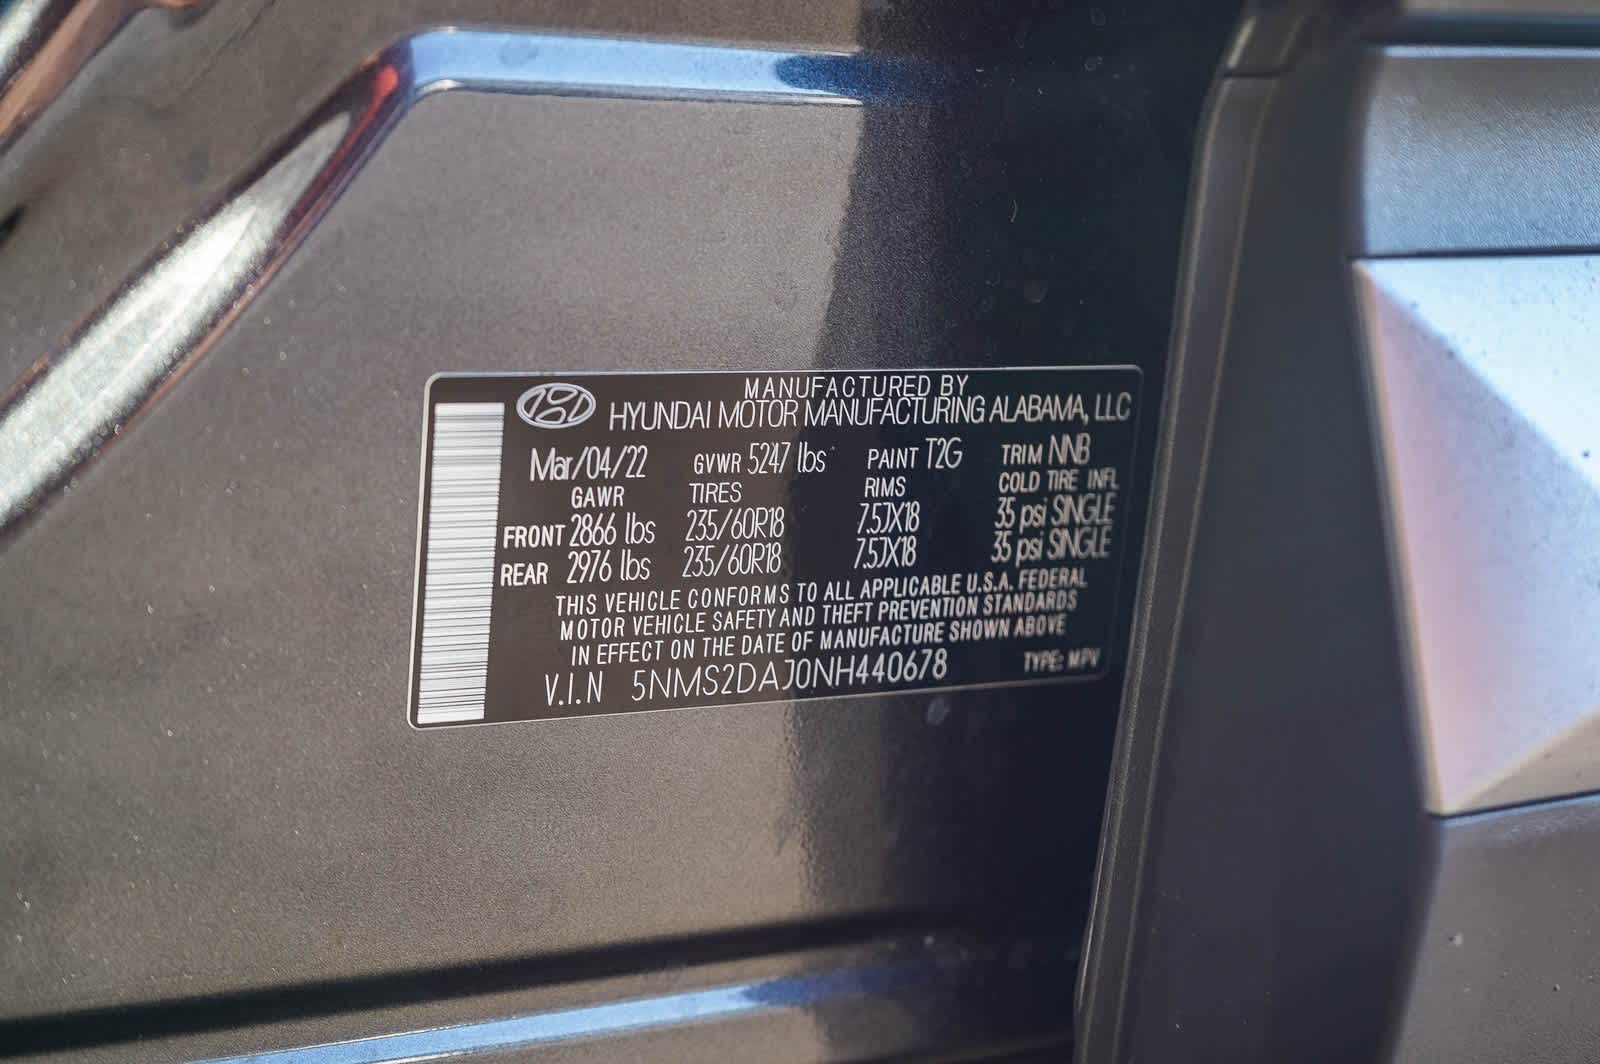 MANUFACTURED BY
HYUNDAI MOTOR MANUFACTURING ALABAMA, LLC
Mar/04/22 GVWR 5247 lbs PAINT T2G TRIM NNB
GAWR TIRES RIMS COLD TIRE INFL
FRONT 2866 lbs 235/60R18 7.5JX18 35 psi SINGLE
REAR 2976 lbs 235/60R18 7.5JX18 35 psi SINGLE
THIS VEHICLE CONFORMS TO ALL APPLICABLE U.S.A. FEDERAL
MOTOR VEHICLE SAFETY AND THEFT PREVENTION STANDARDS
IN EFFECT ON THE DATE OF MANUFACTURE SHOWN ABOVE
V.I.N 5NMS2DAJ0NH440678 TYPE: MPV